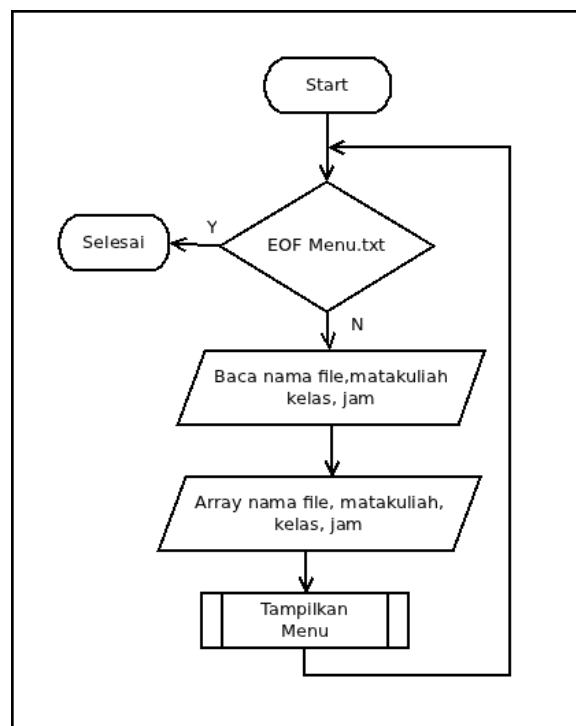 Start
EOF Menu.txt
Y
Selesai
N
Baca nama file,matakuliah
kelas, jam
Array nama file, matakuliah,
kelas, jam
Tampilkan
Menu